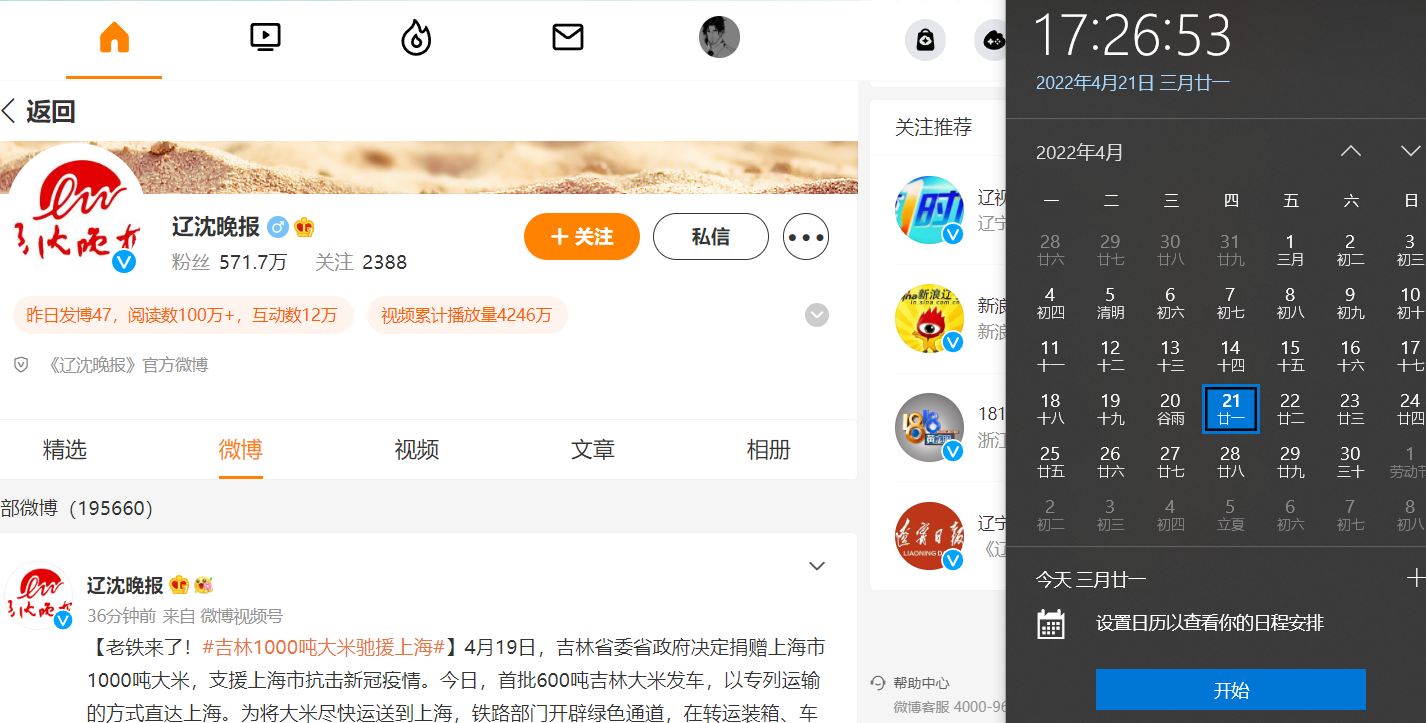 返回
辽沈晚报
粉丝 571.7万 关注 2388
+ 关注
私信
昨日发博47，阅读数100万+，互动数12万
视频累计播放量4246万
《辽沈晚报》官方微博
精选 微博 视频 文章 相册
部微博（195660）
辽沈晚报
36分钟前 来自 微博视频号
【老铁来了！#吉林1000吨大米驰援上海#】4月19日，吉林省委省政府决定捐赠上海市
1000吨大米，支援上海市抗击新冠疫情。今日，首批600吨吉林大米发车，以专列运输
的方式直达上海。为将大米尽快运送到上海，铁路部门开辟绿色通道，在转运装箱、车
关注推荐
辽视
辽宁
新浪
新浪
181
浙江
辽宁
《辽
辽宁日报
LIAONING DA
帮助中心
微博客服 4000-96
17:26:53
2022年4月21日 三月廿一
2022年4月
一 二 三 四 五 六 日
28 29 30 31 1 2 3
廿六 廿七 廿八 廿九 三月 初二 初三
4 5 6 7 8 9 10
初四 清明 初六 初七 初八 初九 初十
11 12 13 14 15 16 17
十一 十二 十三 十四 十五 十六 十七
18 19 20 21 22 23 24
十八 十九 谷雨 廿一 廿二 廿三 廿四
25 26 27 28 29 30 1
廿五 廿六 廿七 廿八 廿九 三十 劳动节
2 3 4 5 6 7 8
初二 初三 初四 立夏 初六 初七 初八
今天 三月廿一
设置日历以查看你的日程安排
开始